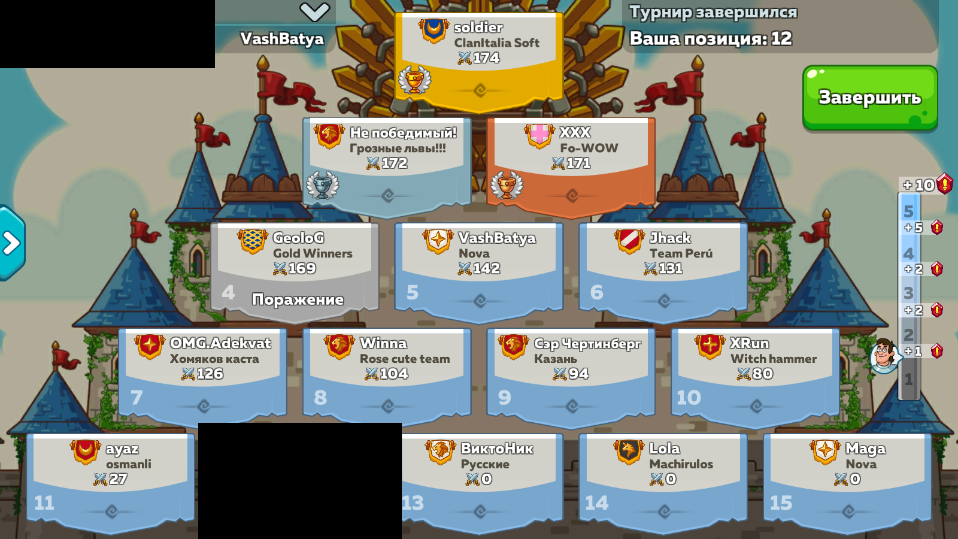 VashBatya
Турнир завершился
Ваша позиция: 12
Завершить
soldier
ClanItalia Soft
174
Не победимый!
Грозные львы!!!
172
XXX
Fo-WOW
171
GeoloG
Gold Winners
169
4 Поражение
VashBatya
Nova
142
5
Jhack
Team Perú
131
6
OMG.Adekvat
Хомяков каста
126
7
Winna
Rose cute team
104
8
Сэр Чертинберг
Казань
94
9
XRun
Witch hammer
80
10
ayaz
osmanli
27
11
ВиктоНик
Русские
0
13
Lola
Machirulos
0
14
Maga
Nova
0
15
+10
5
+5
4
+2
3
+2
2
+1
1